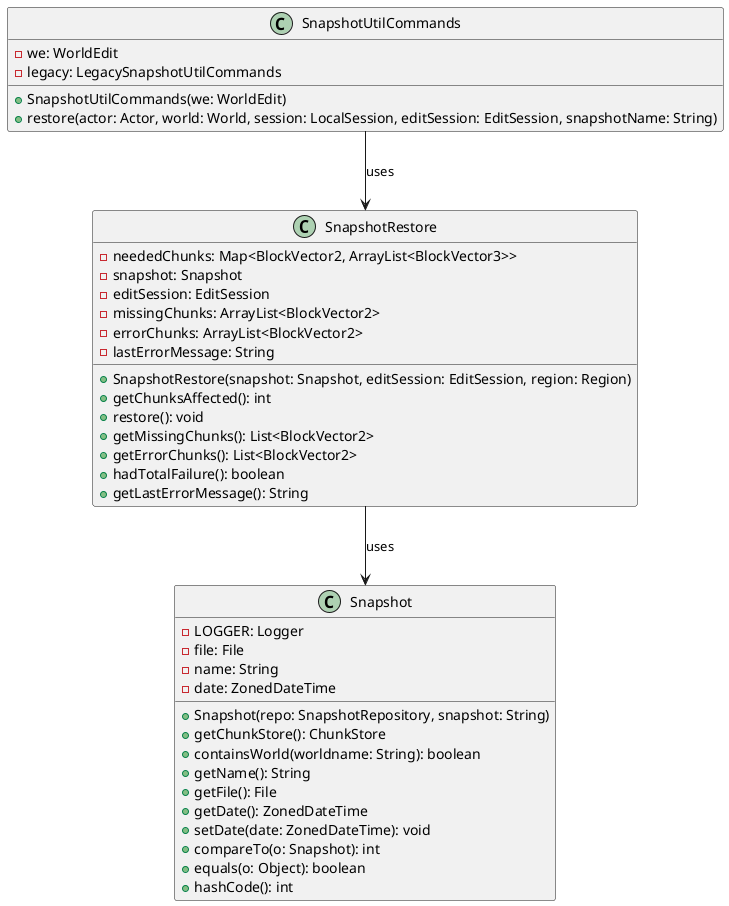 C SnapshotUtilCommands
we: WorldEdit
legacy: LegacySnapshotUtilCommands
SnapshotUtilCommands(we: WorldEdit)
restore(actor: Actor, world: World, session: LocalSession, editSession: EditSession, snapshotName: String)
uses
C SnapshotRestore
neededChunks: Map<BlockVector2, ArrayList<BlockVector3>>
snapshot: Snapshot
editSession: EditSession
missingChunks: ArrayList<BlockVector2>
errorChunks: ArrayList<BlockVector2>
lastErrorMessage: String
SnapshotRestore(snapshot: Snapshot, editSession: EditSession, region: Region)
getChunksAffected(): int
restore(): void
getMissingChunks(): List<BlockVector2>
getErrorChunks(): List<BlockVector2>
hadTotalFailure(): boolean
getLastErrorMessage(): String
uses
C Snapshot
LOGGER: Logger
file: File
name: String
date: ZonedDateTime
Snapshot(repo: SnapshotRepository, snapshot: String)
getChunkStore(): ChunkStore
containsWorld(worldname: String): boolean
getName(): String
getFile(): File
getDate(): ZonedDateTime
setDate(date: ZonedDateTime): void
compareTo(o: Snapshot): int
equals(o: Object): boolean
hashCode(): int